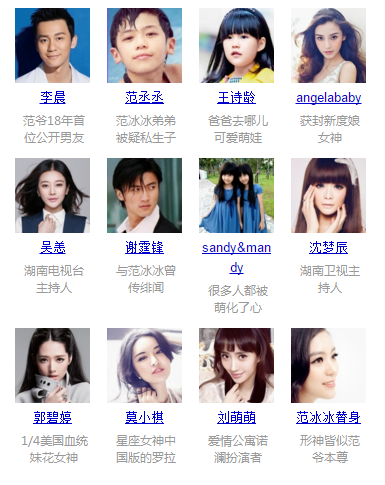 李晨
范丞丞
王诗龄
angelababy
范爷18年首
位公开男友
范冰冰弟弟
被疑私生子
爸爸去哪儿
可爱萌娃
获封新度娘
女神
吴恙
谢霆锋
sandy&man
dy
沈梦辰
湖南电视台
主持人
与范冰冰曾
传绯闻
很多人都被
萌化了心
湖南卫视主
持人
郭碧婷
莫小棋
刘萌萌
范冰冰替身
1/4美国血统
妹花女神
星座女神中
国版的罗拉
爱情公寓诺
澜扮演者
形神皆似范
爷本尊